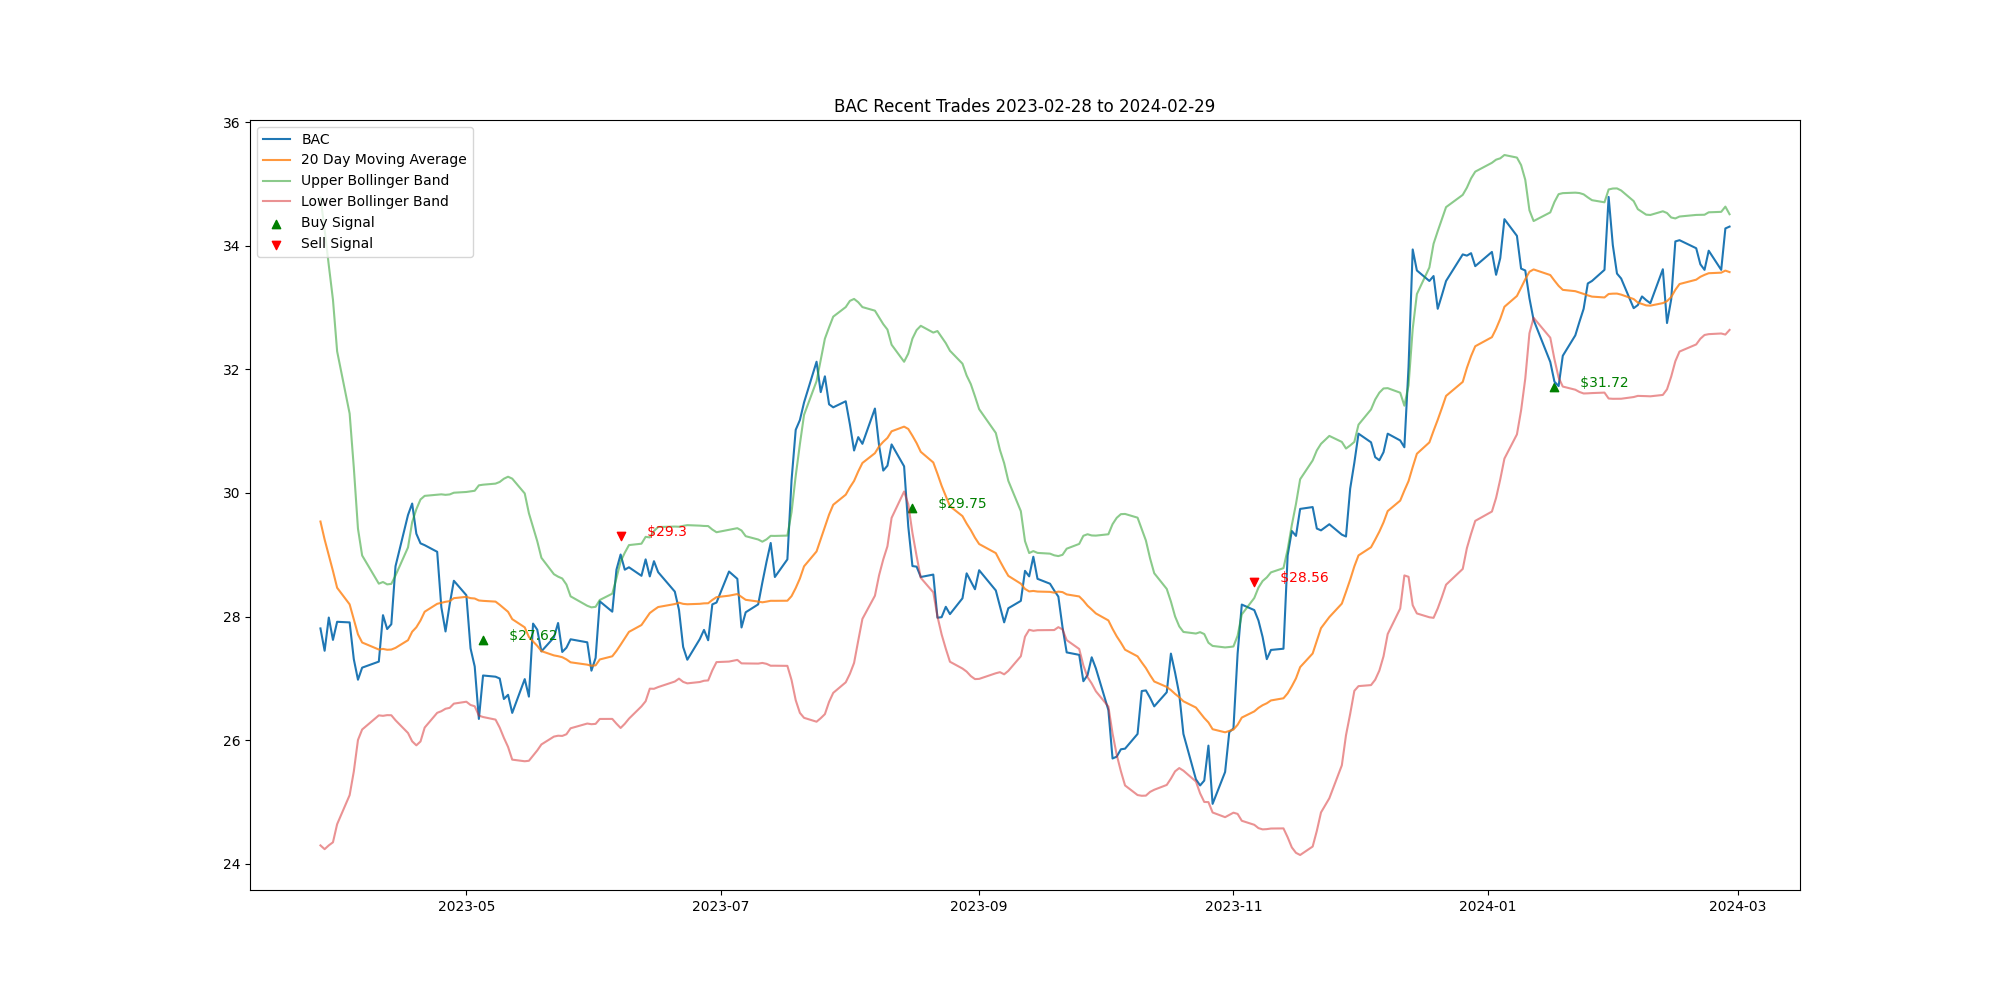 BAC Recent Trades 2023-02-28 to 2024-02-29
36
34
32
30
28
26
24
BAC
20 Day Moving Average
Upper Bollinger Band
Lower Bollinger Band
Buy Signal
Sell Signal
$27.62
$29.3
$29.75
$28.56
$31.72
2023-05
2023-07
2023-09
2023-11
2024-01
2024-03